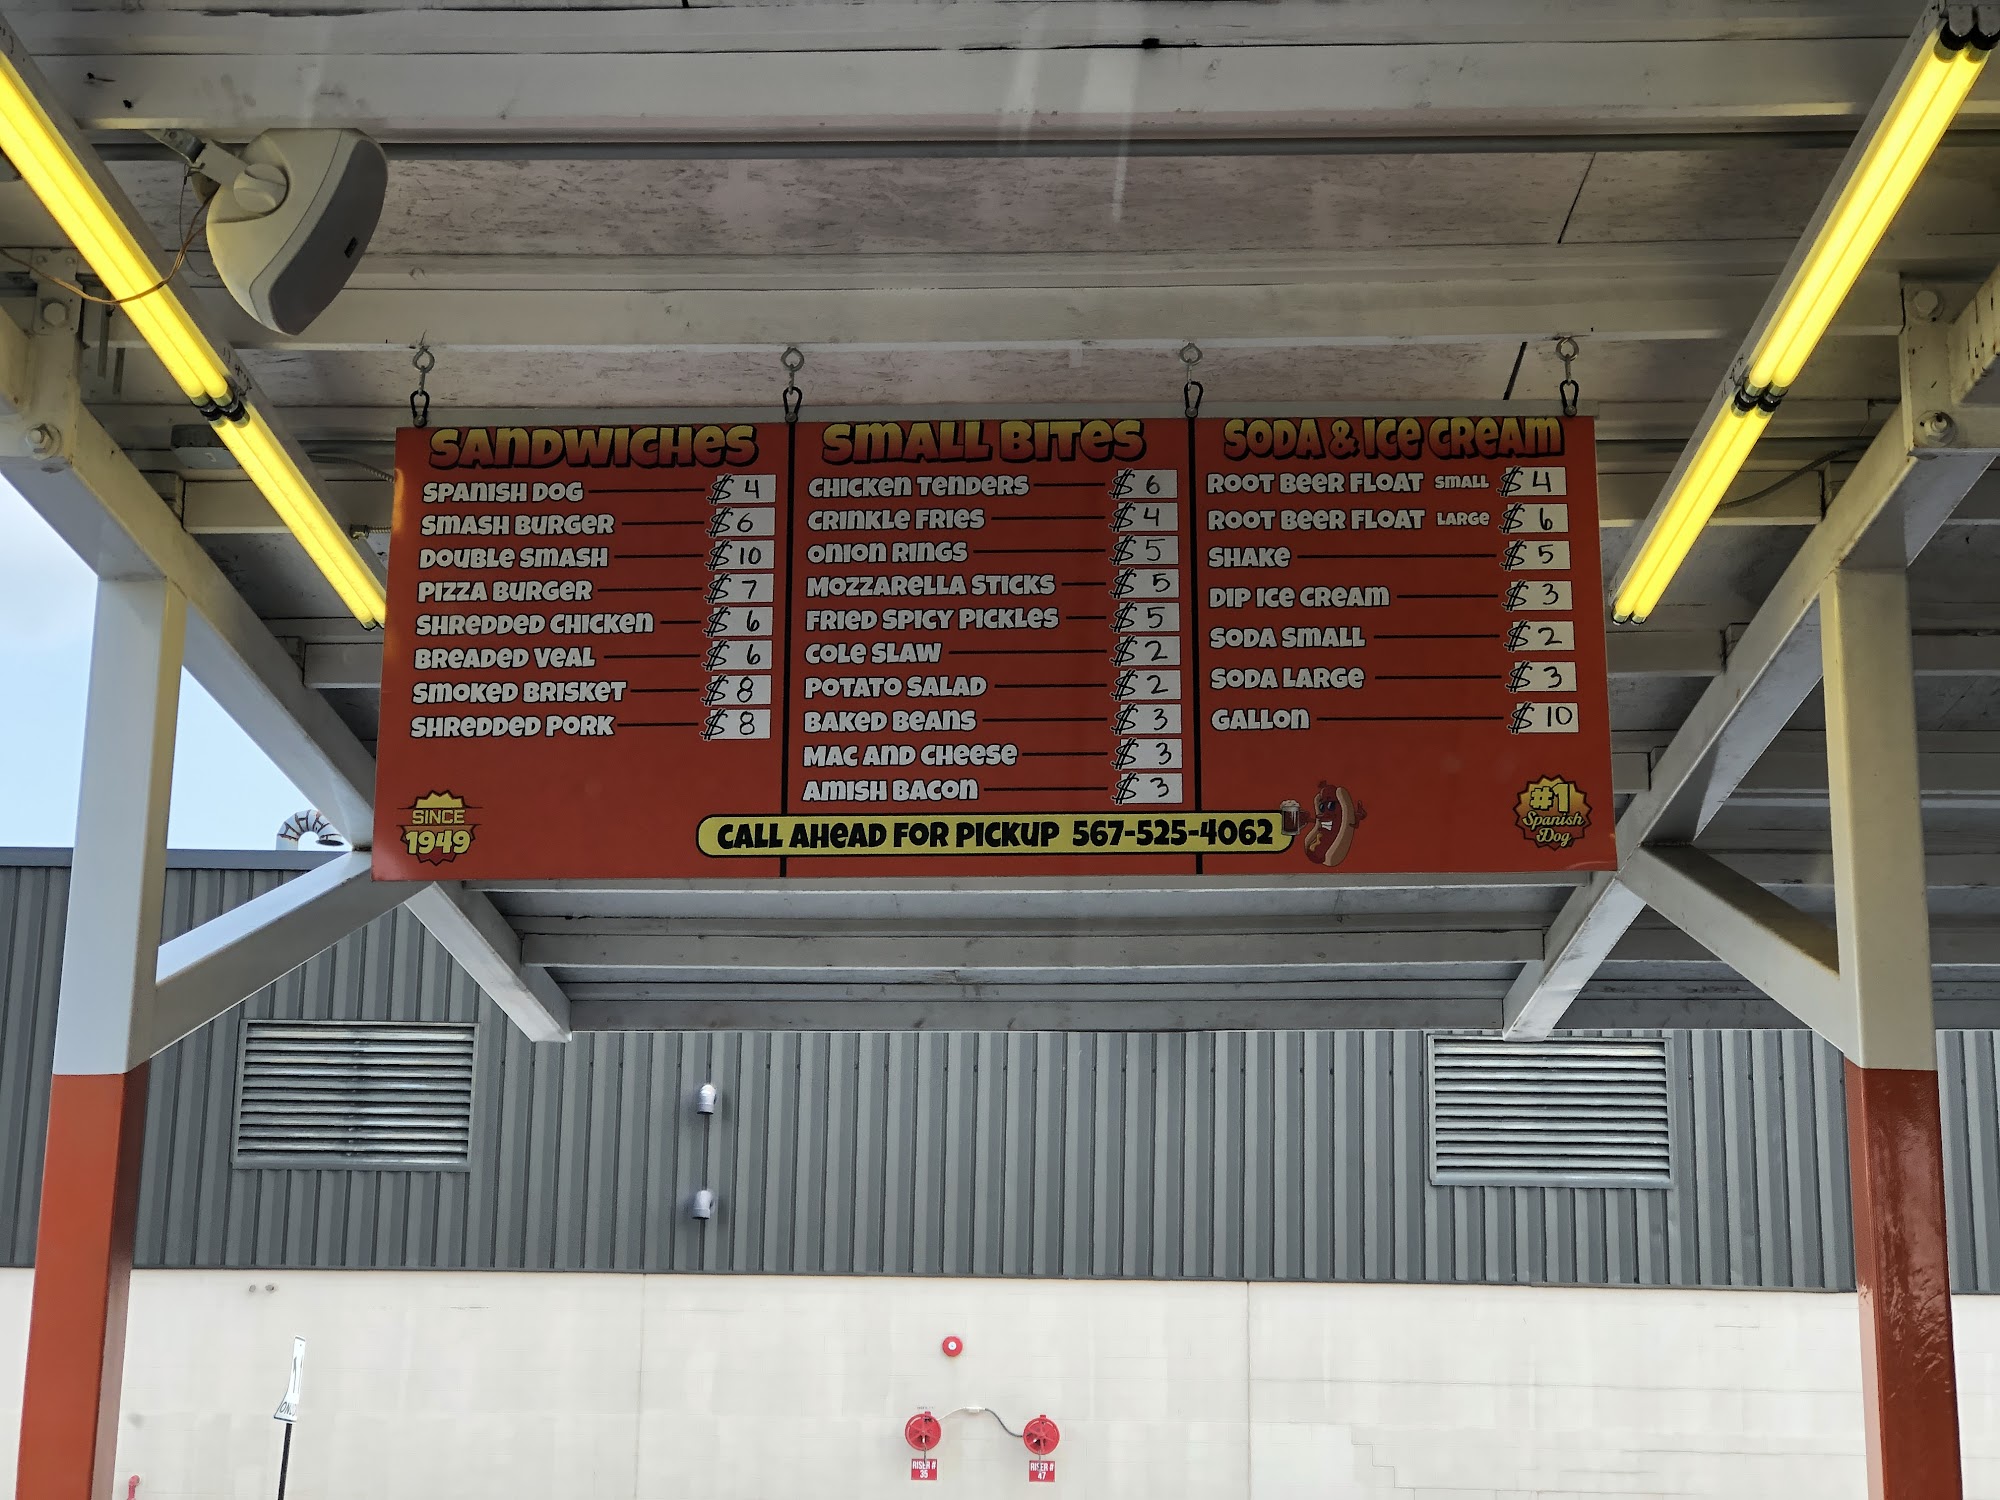 SANDWICHES
SPANISH DOG $4
SMASH BURGER $6
DOUBLE SMASH $10
PIZZA BURGER $7
SHREDDED CHICKEN $6
BREADED VEAL $6
SMOKED BRISKET $8
SHREDDED PORK $8
SINCE
1949
SMALL BITES
CHICKEN TENDERS $6
CRINKLE FRIES $4
ONION RINGS $5
MOZZARELLA STICKS $5
FRIED SPICY PICKLES $5
COLE SLAW $2
POTATO SALAD $2
BAKED BEANS $3
MAC AND CHEESE $3
AMISH BACON $3
SODA & ICE CREAM
ROOT BEER FLOAT SMALL $4
ROOT BEER FLOAT LARGE $6
SHAKE $5
DIP ICE CREAM $3
SODA SMALL $2
SODA LARGE $3
GALLON $10
#1
Spanish
Dog
CALL AHEAD FOR PICKUP 567-525-4062
ONLY
RISER #
35
RISER #
47